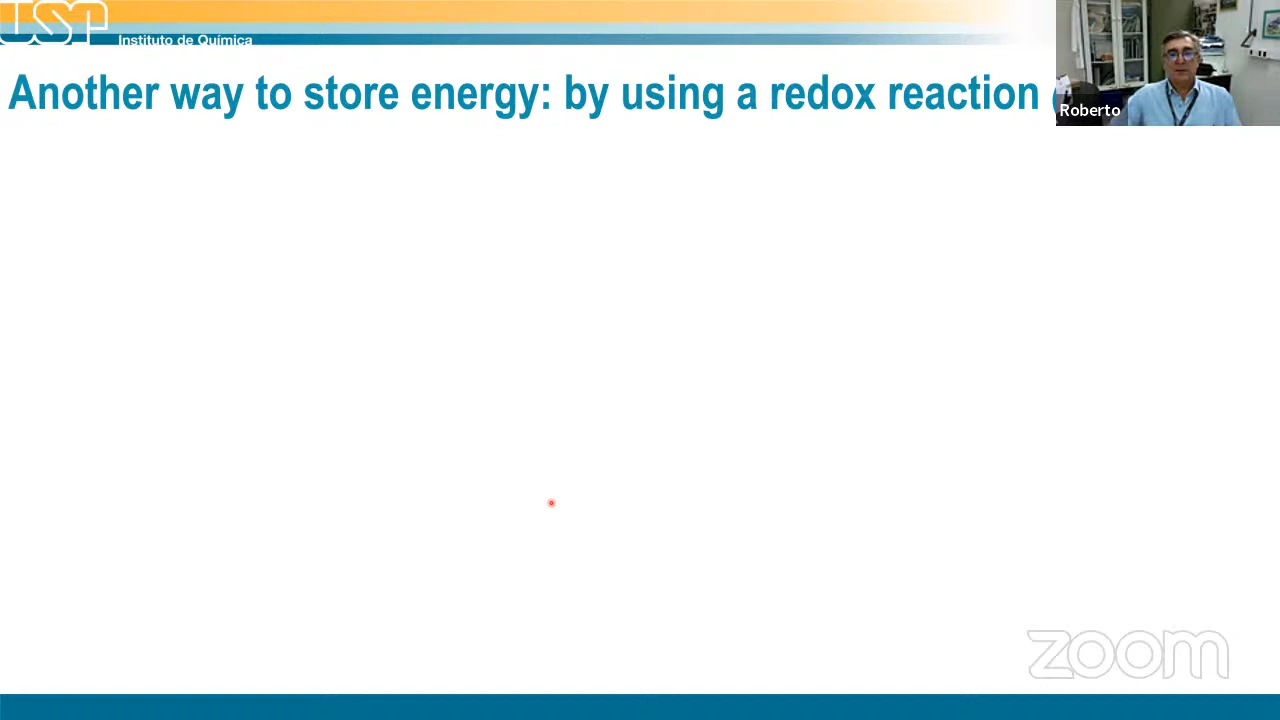 USP
Instituto de Química
Another way to store energy: by using a redox reaction
Roberto
zoom